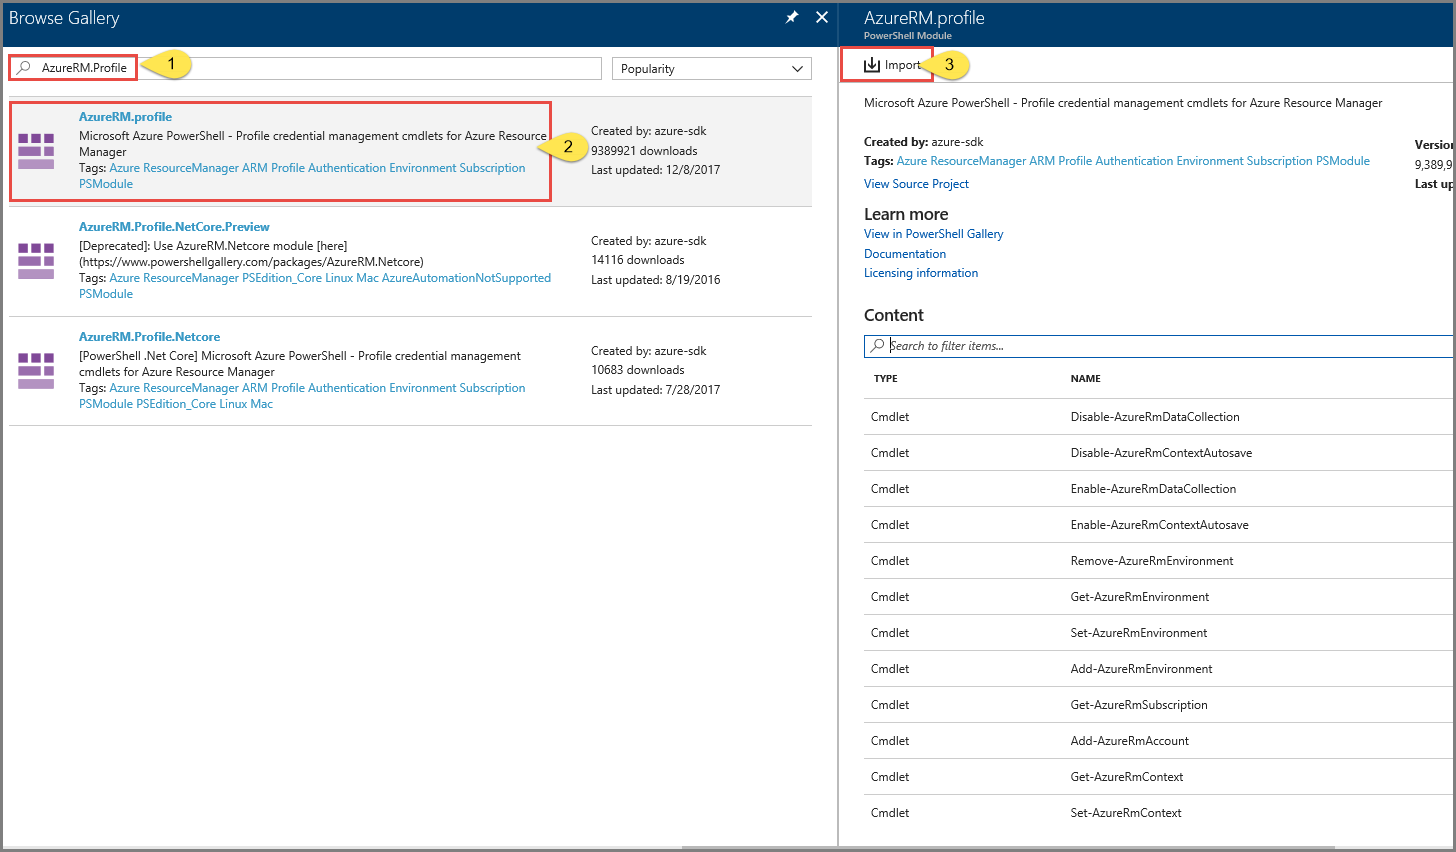 Browse Gallery
AzureRM.Profile
1
Popularity
AzureRM.profile
Microsoft Azure PowerShell - Profile credential management cmdlets for Azure Resource
Manager
Tags: Azure ResourceManager ARM Profile Authentication Environment Subscription
PSModule
2
Created by: azure-sdk
9389921 downloads
Last updated: 12/8/2017
AzureRM.Profile.NetCore.Preview
[Deprecated]: Use AzureRM.Netcore module [here]
(https://www.powershellgallery.com/packages/AzureRM.Netcore)
Tags: Azure ResourceManager PSEdition_Core Linux Mac AzureAutomationNotSupported
PSModule
Created by: azure-sdk
14116 downloads
Last updated: 8/19/2016
AzureRM.Profile.Netcore
[PowerShell .Net Core] Microsoft Azure PowerShell - Profile credential management
cmdlets for Azure Resource Manager
Tags: Azure ResourceManager ARM Profile Authentication Environment Subscription
PSModule PSEdition_Core Linux Mac
Created by: azure-sdk
10683 downloads
Last updated: 7/28/2017
AzureRM.profile
PowerShell Module
Import
3
Microsoft Azure PowerShell - Profile credential management cmdlets for Azure Resource Manager
Created by: azure-sdk
Tags: Azure ResourceManager ARM Profile Authentication Environment Subscription PSModule
View Source Project
Version
9,389,9
Last up
Learn more
View in PowerShell Gallery
Documentation
Licensing information
Content
Search to filter items...
TYPE NAME
Cmdlet Disable-AzureRmDataCollection
Cmdlet Disable-AzureRmContextAutosave
Cmdlet Enable-AzureRmDataCollection
Cmdlet Enable-AzureRmContextAutosave
Cmdlet Remove-AzureRmEnvironment
Cmdlet Get-AzureRmEnvironment
Cmdlet Set-AzureRmEnvironment
Cmdlet Add-AzureRmEnvironment
Cmdlet Get-AzureRmSubscription
Cmdlet Add-AzureRmAccount
Cmdlet Get-AzureRmContext
Cmdlet Set-AzureRmContext